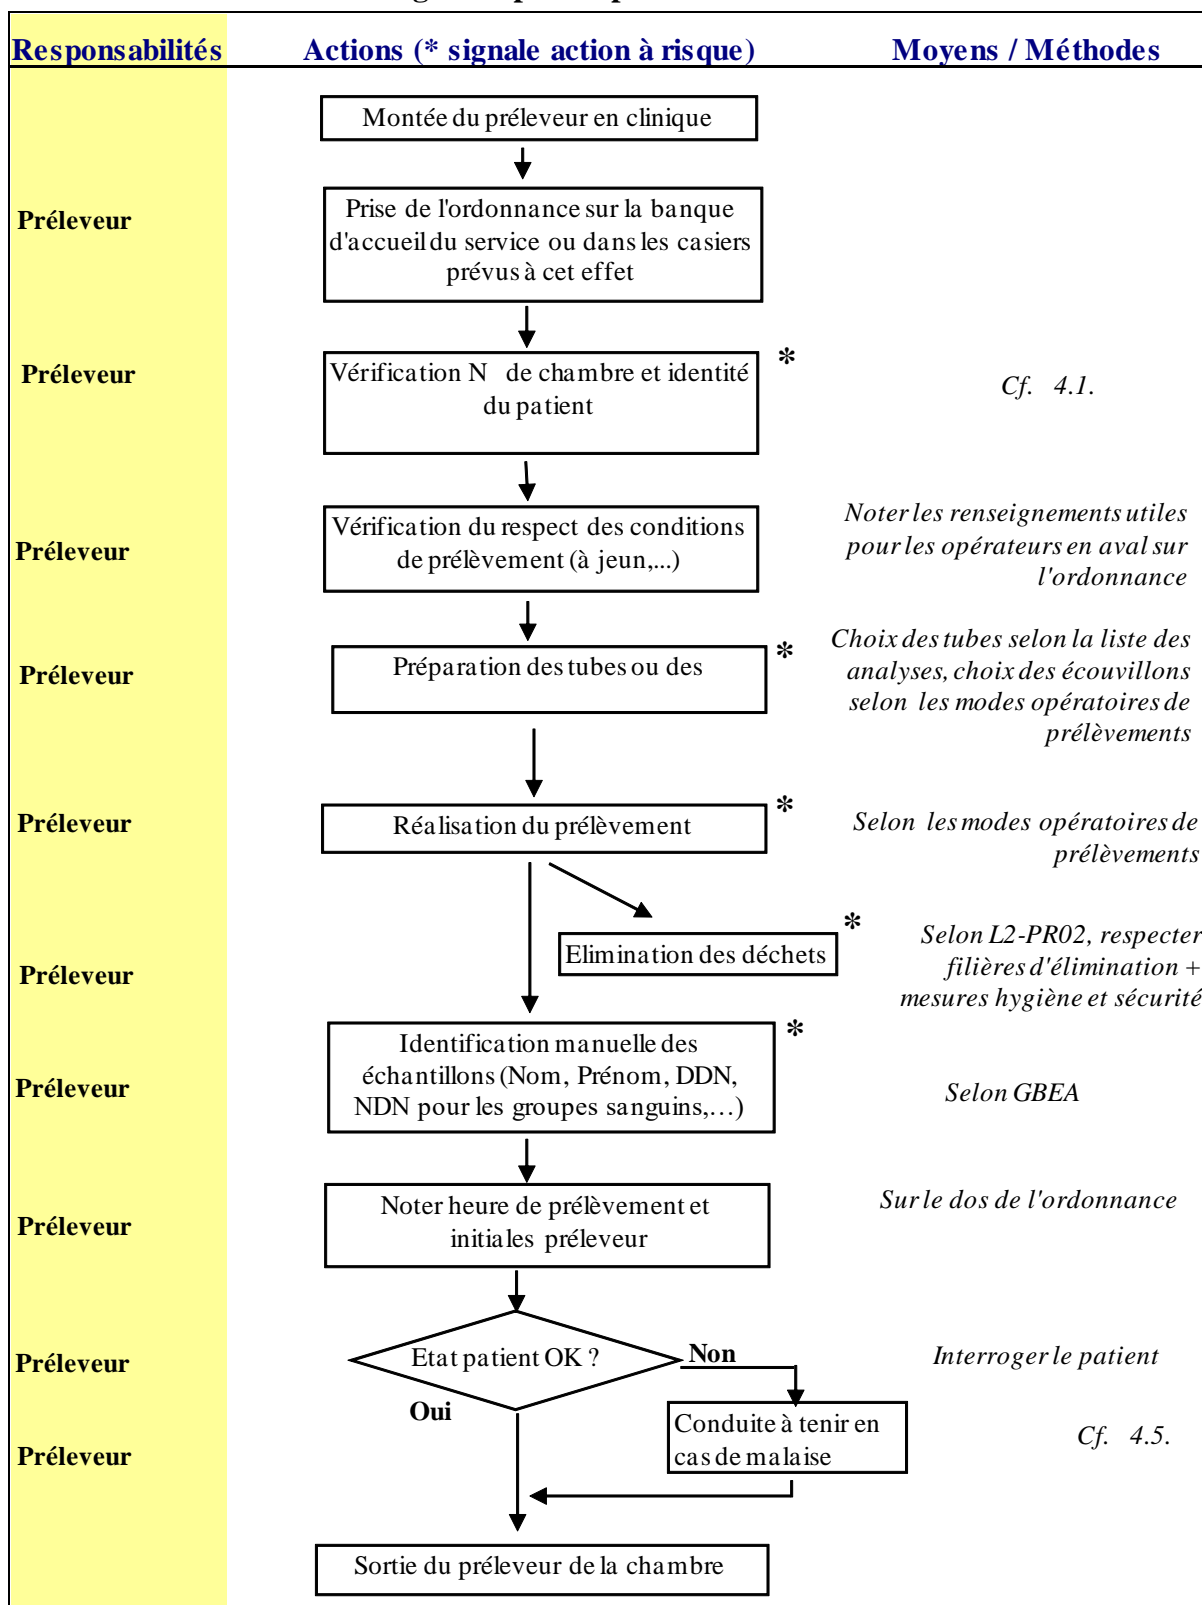 Responsabilités Actions (* signale action à risque) Moyens / Méthodes
Montée du préleveur en clinique
Préleveur
Prise de l'ordonnance sur la banque
d'accueil du service ou dans les casiers
prévus à cet effet
Préleveur
Vérification N de chambre et identité
du patient
*
Cf. 4.1.
Préleveur
Vérification du respect des conditions
de prélèvement (à jeun,...)
Noter les renseignements utiles
pour les opérateurs en aval sur
l'ordonnance
Préleveur
Préparation des tubes ou des
*
Choix des tubes selon la liste des
analyses, choix des écouvillons
selon les modes opératoires de
prélèvements
Préleveur
Réalisation du prélèvement
*
Selon les modes opératoires de
prélèvements
Préleveur
Elimination des déchets
*
Selon L2-PR02, respecter
filières d'élimination +
mesures hygiène et sécurité
Préleveur
Identification manuelle des
échantillons (Nom, Prénom, DDN,
NDN pour les groupes sanguins,…)
*
Selon GBEA
Préleveur
Noter heure de prélèvement et
initiales préleveur
Sur le dos de l'ordonnance
Préleveur
Etat patient OK ?
Non
Oui
Interroger le patient
Préleveur
Conduite à tenir en
cas de malaise
Cf. 4.5.
Sortie du préleveur de la chambre